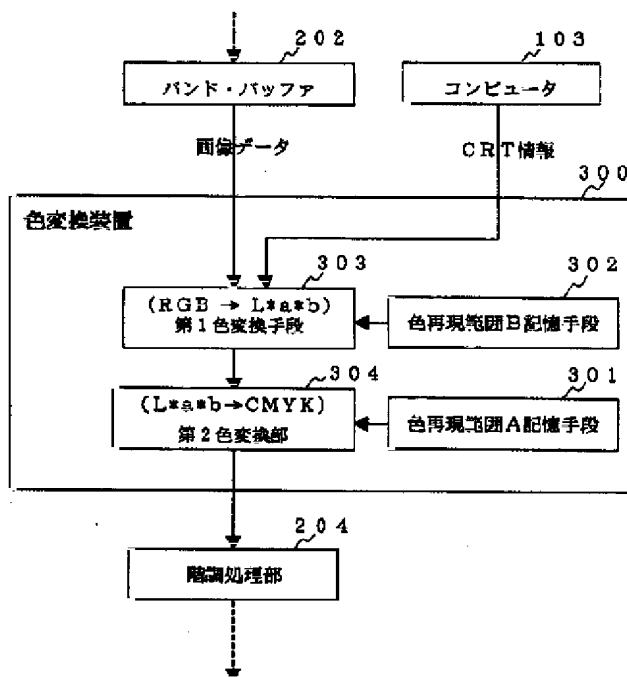 202
バンド・バッファ
103
コンピュータ
画像データ
CRT情報
300
色変換装置
303
(RGB → L*a*b)
第1色変換手段
302
色再現範囲B記憶手段
304
(L*a*b→CMYK)
第2色変換部
301
色再現範囲A記憶手段
204
階調処理部